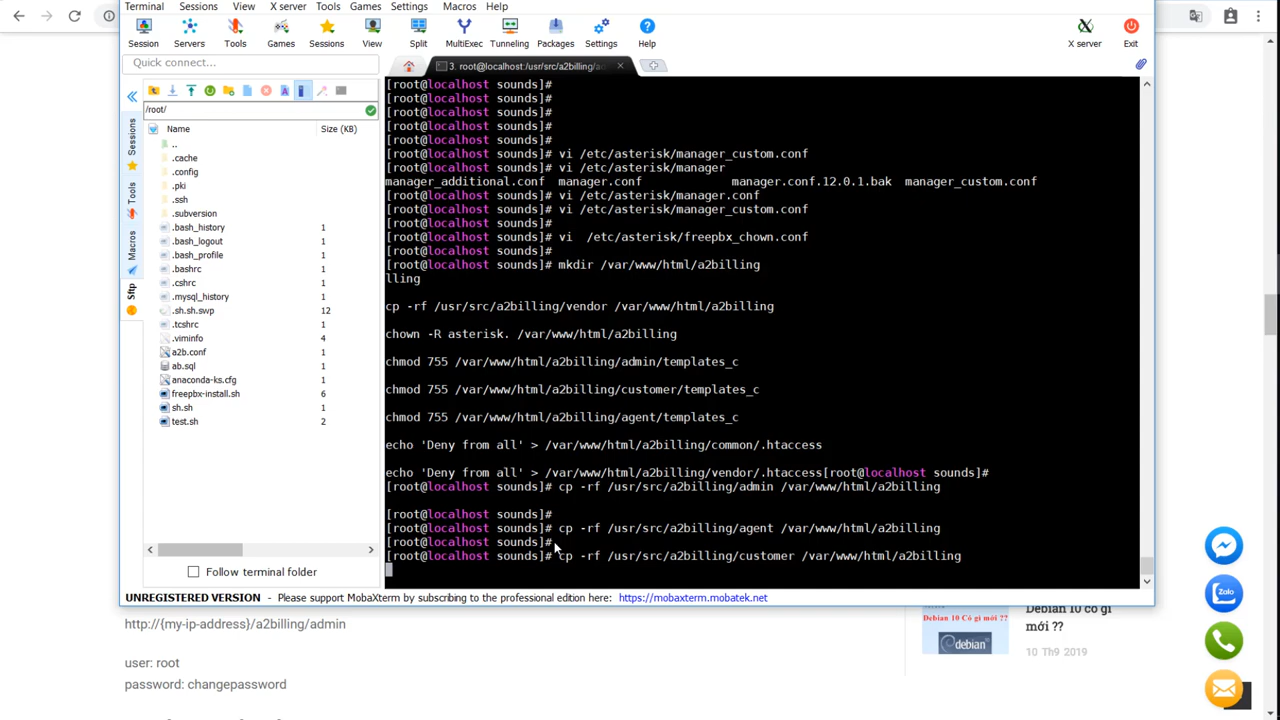 Terminal Sessions View X server Tools Games Settings Macros Help
Session Servers Tools Games Sessions View Split MultiExec Tunneling Packages Settings Help X server Exit
Quick connect...
3. root@localhost:/usr/src/a2billing/
/root/
Name Size (KB)
..
.cache
.config
.pki
.ssh
.subversion
.bash_history 1
.bash_logout 1
.bash_profile 1
.bashrc 1
.cshrc 1
.mysql_history 1
.sh.sh.swp 12
.tcshrc 1
.viminfo 4
a2b.conf 1
ab.sql 1
anaconda-ks.cfg 1
freepbx-install.sh 6
sh.sh 1
test.sh 2
Follow terminal folder
Sessions
Tools
Macros
Sftp
[root@localhost sounds]#
[root@localhost sounds]#
[root@localhost sounds]#
[root@localhost sounds]#
[root@localhost sounds]#
[root@localhost sounds]# vi /etc/asterisk/manager_custom.conf
[root@localhost sounds]# vi /etc/asterisk/manager
manager_additional.conf manager.conf manager.conf.12.0.1.bak manager_custom.conf
[root@localhost sounds]# vi /etc/asterisk/manager.conf
[root@localhost sounds]# vi /etc/asterisk/manager_custom.conf
[root@localhost sounds]#
[root@localhost sounds]# vi /etc/asterisk/freepbx_chown.conf
[root@localhost sounds]#
[root@localhost sounds]# mkdir /var/www/html/a2billing
lling
cp -rf /usr/src/a2billing/vendor /var/www/html/a2billing
chown -R asterisk. /var/www/html/a2billing
chmod 755 /var/www/html/a2billing/admin/templates_c
chmod 755 /var/www/html/a2billing/customer/templates_c
chmod 755 /var/www/html/a2billing/agent/templates_c
echo 'Deny from all' > /var/www/html/a2billing/common/.htaccess
echo 'Deny from all' > /var/www/html/a2billing/vendor/.htaccess[root@localhost sounds]#
[root@localhost sounds]# cp -rf /usr/src/a2billing/admin /var/www/html/a2billing
[root@localhost sounds]#
[root@localhost sounds]# cp -rf /usr/src/a2billing/agent /var/www/html/a2billing
[root@localhost sounds]#
[root@localhost sounds]# cp -rf /usr/src/a2billing/customer /var/www/html/a2billing
UNREGISTERED VERSION - Please support MobaXterm by subscribing to the professional edition here: https://mobaxterm.mobatek.net
http://{my-ip-address}/a2billing/admin
user: root
password: changepassword
Debian 10 Có gì
mới ??
debian
Debian 10 có gì
mới ??
10 Th9 2019
Zalo